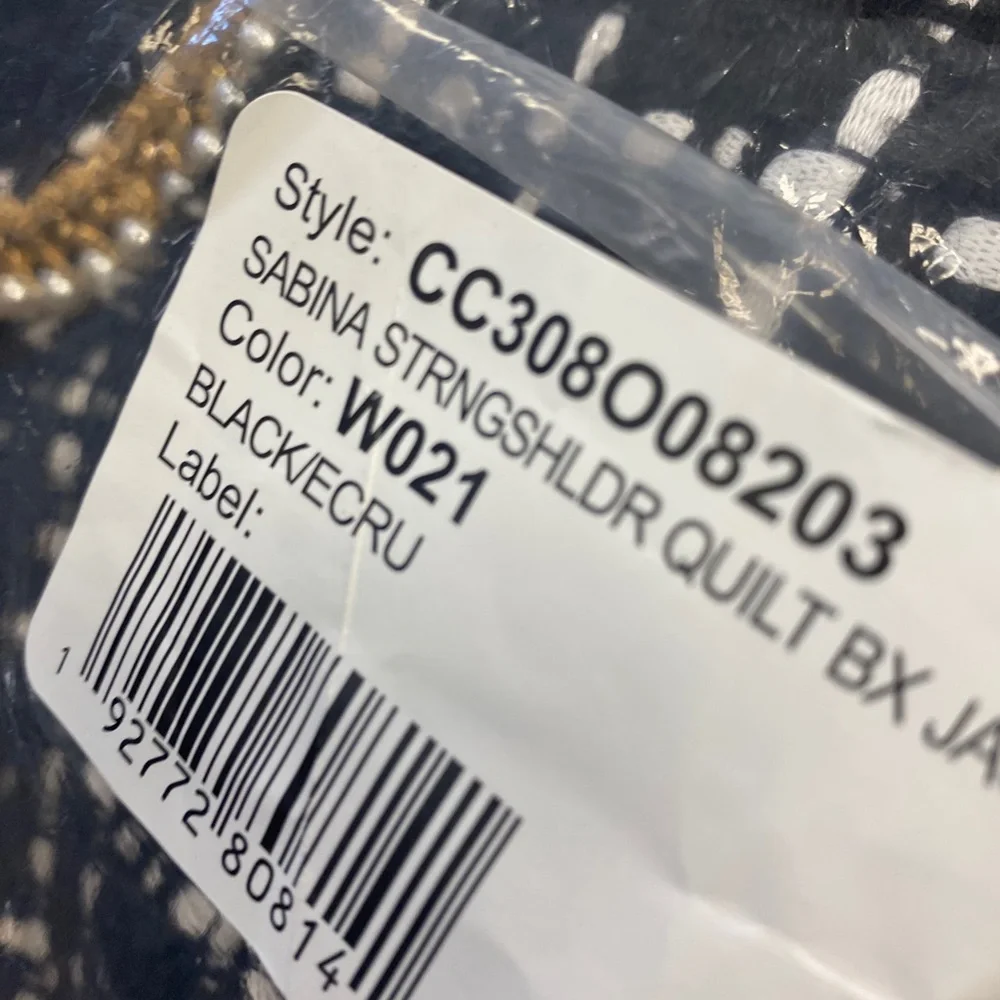 Style: CC308O08203
SABINA STRNGSHLDR QUILT BX
Color: W021
BLACK/ECRU
Label:
1 92772 80814